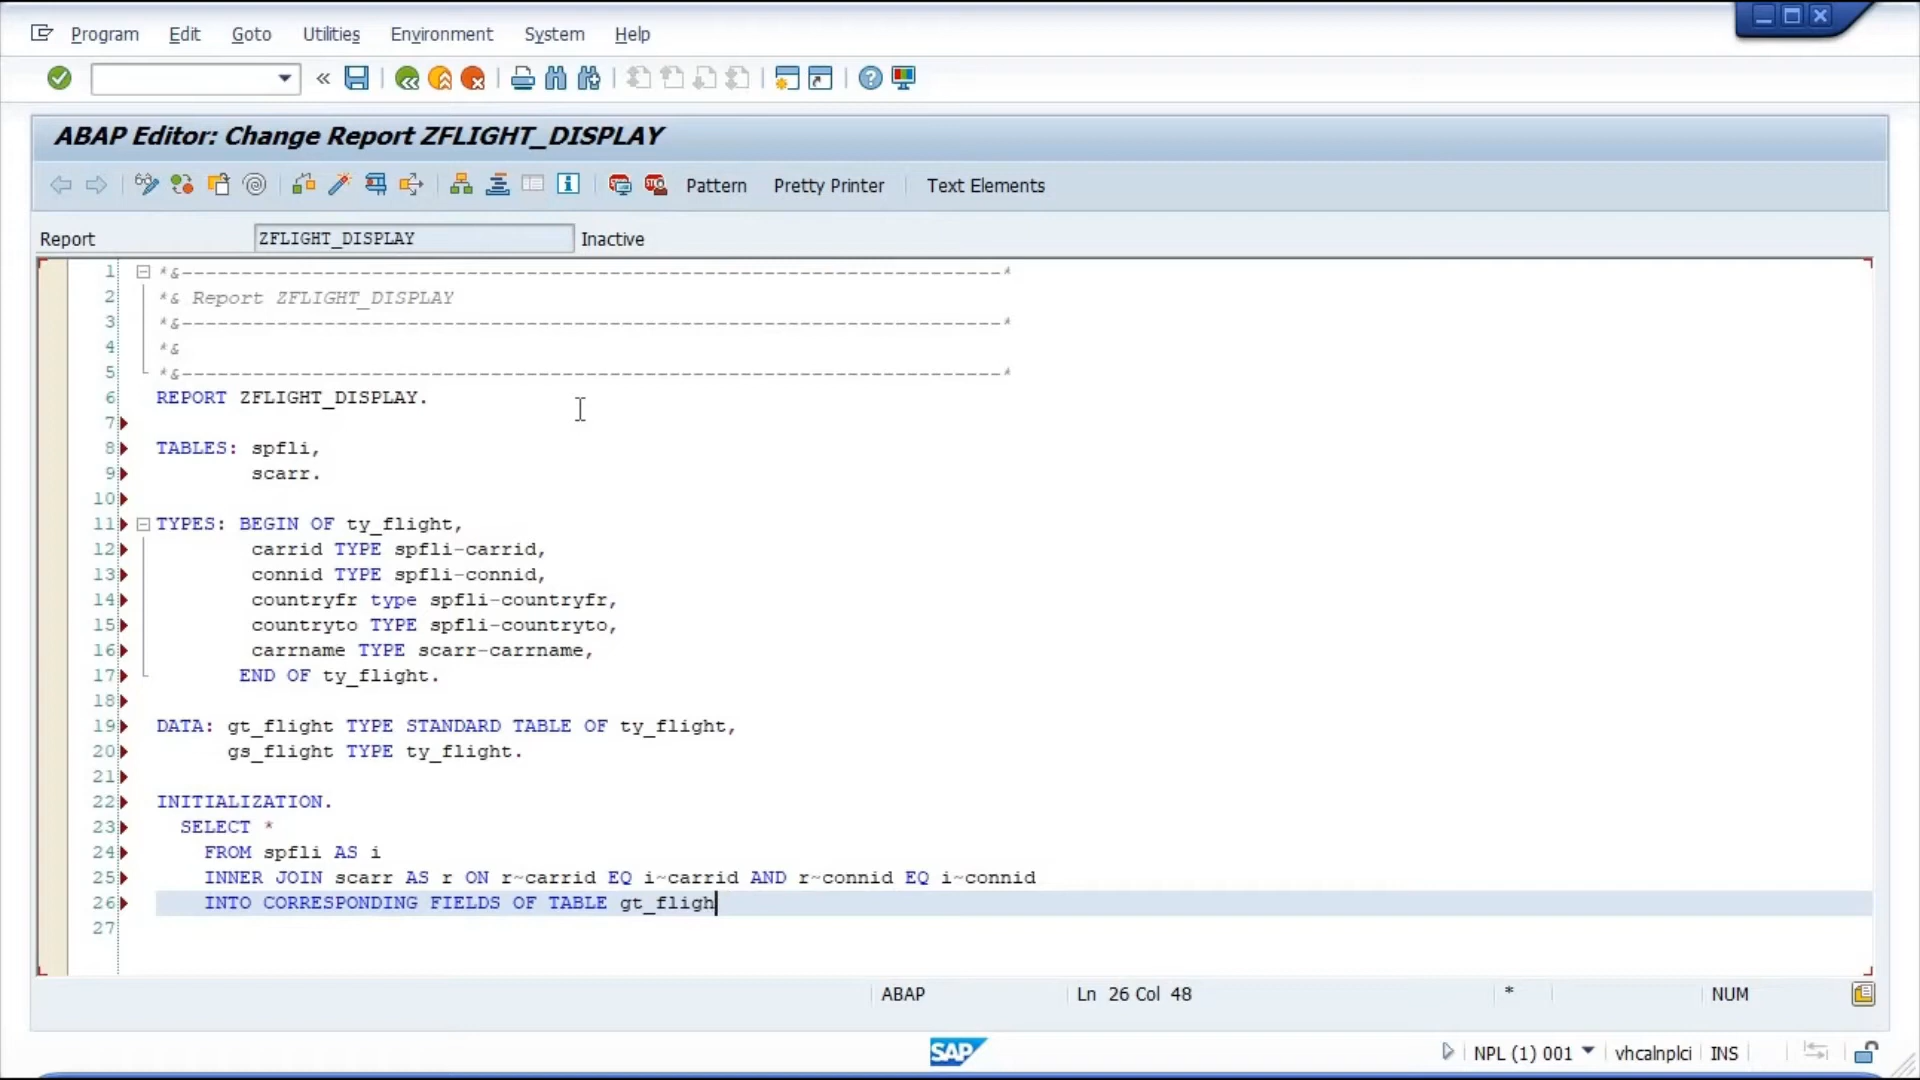 Program Edit Goto Utilities Environment System Help
ABAP Editor: Change Report ZFLIGHT_DISPLAY
Pattern Pretty Printer Text Elements
Report ZFLIGHT_DISPLAY Inactive
1 *&---------------------------------------------------------------------*
2 *& Report ZFLIGHT_DISPLAY
3 *&---------------------------------------------------------------------*
4 *&
5 *&---------------------------------------------------------------------*
6 REPORT ZFLIGHT_DISPLAY.
7
8 TABLES: spfli,
9 scarr.
10
11 TYPES: BEGIN OF ty_flight,
12 carrid TYPE spfli-carrid,
13 connid TYPE spfli-connid,
14 countryfr type spfli-countryfr,
15 countryto TYPE spfli-countryto,
16 carrname TYPE scarr-carrname,
17 END OF ty_flight.
18
19 DATA: gt_flight TYPE STANDARD TABLE OF ty_flight,
20 gs_flight TYPE ty_flight.
21
22 INITIALIZATION.
23 SELECT *
24 FROM spfli AS i
25 INNER JOIN scarr AS r ON r~carrid EQ i~carrid AND r~connid EQ i~connid
26 INTO CORRESPONDING FIELDS OF TABLE gt_fligh
27
ABAP Ln 26 Col 48 * NUM
SAP NPL (1) 001 vhcalnplci INS